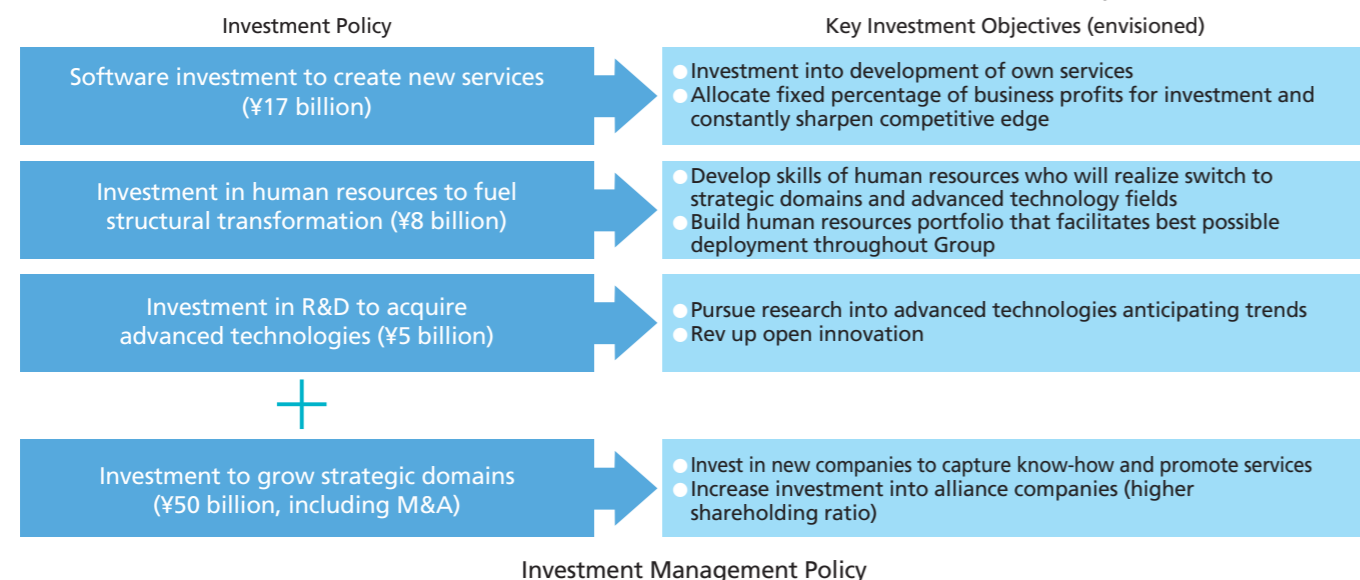 Investment Policy
Key Investment Objectives (envisioned)
Software investment to create new services
(¥17 billion)
●Investment into development of own services
●Allocate fixed percentage of business profits for investment and
constantly sharpen competitive edge
Investment in human resources to fuel
structural transformation (¥8 billion)
●Develop skills of human resources who will realize switch to
strategic domains and advanced technology fields
●Build human resources portfolio that facilitates best possible
deployment throughout Group
Investment in R&D to acquire
advanced technologies (¥5 billion)
●Pursue research into advanced technologies anticipating trends
●Rev up open innovation
+
Investment to grow strategic domains
(¥50 billion, including M&A)
●Invest in new companies to capture know-how and promote services
●Increase investment into alliance companies (higher
shareholding ratio)
Investment Management Policy